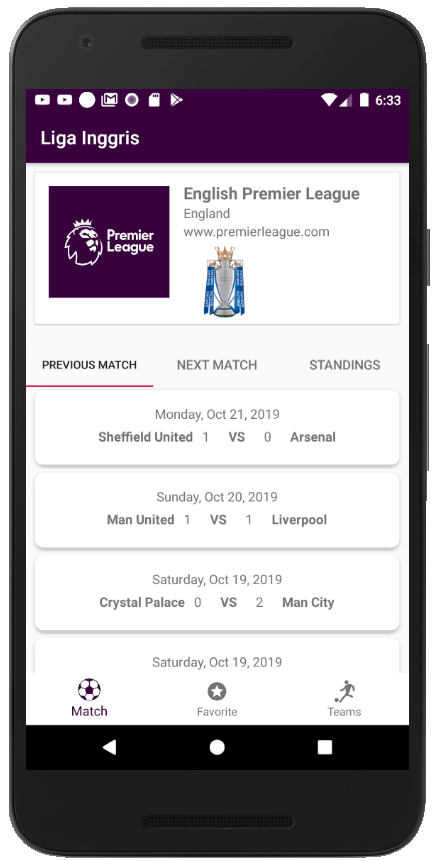 6:33
Liga Inggris
Premier
League
English Premier League
England
www.premierleague.com
PREVIOUS MATCH NEXT MATCH STANDINGS
Monday, Oct 21, 2019
Sheffield United 1 VS 0 Arsenal
Sunday, Oct 20, 2019
Man United 1 VS 1 Liverpool
Saturday, Oct 19, 2019
Crystal Palace 0 VS 2 Man City
Saturday, Oct 19, 2019
Match Favorite Teams